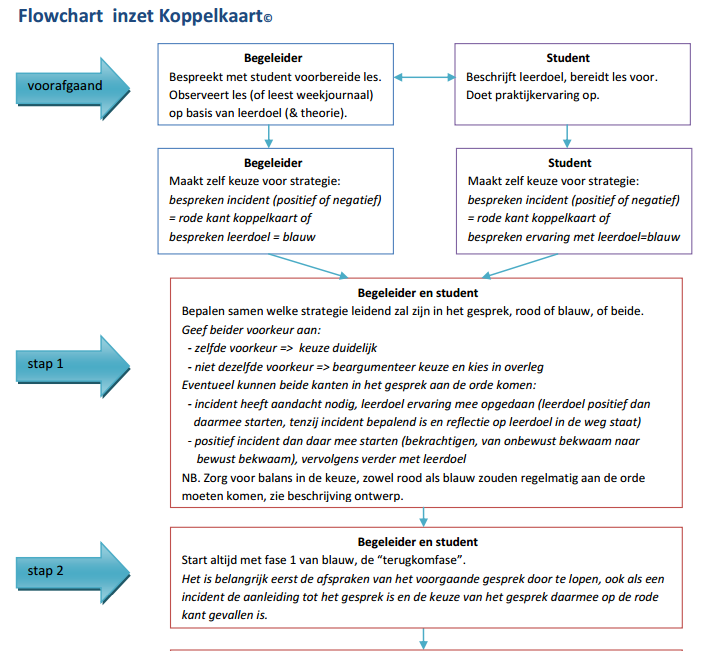 Flowchart inzet Koppelkaart©
voorafgaand
Begeleider
Bespreekt met student voorbereide les.
Observeert les (of leest weekjournaal)
op basis van leerdoel (& theorie).
Student
Beschrijft leerdoel, bereidt les voor.
Doet praktijkervaring op.
Begeleider
Maakt zelf keuze voor strategie:
bespreken incident (positief of negatief)
= rode kant koppelkaart of
bespreken leerdoel = blauw
Student
Maakt zelf keuze voor strategie:
bespreken incident (positief of negatief)
= rode kant koppelkaart of
bespreken ervaring met leerdoel=blauw
stap 1
Begeleider en student
Bepalen samen welke strategie leidend zal zijn in het gesprek, rood of blauw, of beide.
Geef beider voorkeur aan:
- zelfde voorkeur => keuze duidelijk
- niet dezelfde voorkeur => beargumenteer keuze en kies in overleg
Eventueel kunnen beide kanten in het gesprek aan de orde komen:
- incident heeft aandacht nodig, leerdoel ervaring mee opgedaan (leerdoel positief dan
daarmee starten, tenzij incident bepalend is en reflectie op leerdoel in de weg staat)
- positief incident dan daar mee starten (bekrachtigen, van onbewust bekwaam naar
bewust bekwaam), vervolgens verder met leerdoel
NB. Zorg voor balans in de keuze, zowel rood als blauw zouden regelmatig aan de orde
moeten komen, zie beschrijving ontwerp.
stap 2
Begeleider en student
Start altijd met fase 1 van blauw, de “terugkomfase”.
Het is belangrijk eerst de afspraken van het voorgaande gesprek door te lopen, ook als een
incident de aanleiding tot het gesprek is en de keuze van het gesprek daarmee op de rode
kant gevallen is.